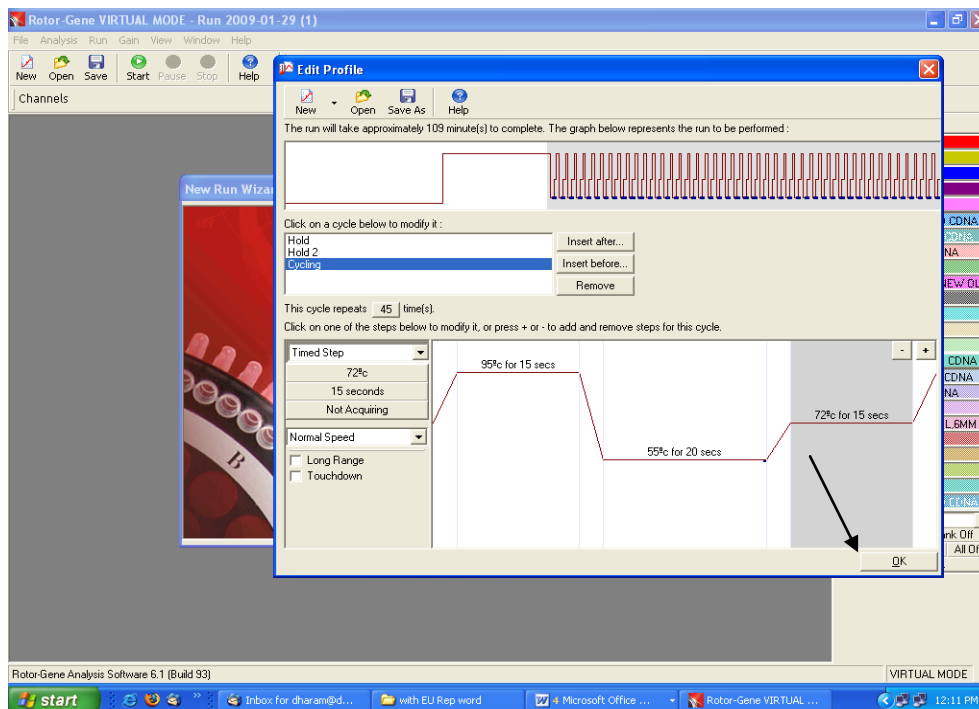 Rotor-Gene VIRTUAL MODE - Run 2009-01-29 (1)
File Analysis Run Gain View Window Help
New Open Save Start Pause Stop Help
Channels
Edit Profile
New Open Save As Help
The run will take approximately 109 minute(s) to complete. The graph below represents the run to be performed :
New Run Wiza
Click on a cycle below to modify it :
Hold
Hold 2
Cycling
Insert after...
Insert before...
Remove
This cycle repeats 45 time(s).
Click on one of the steps below to modify it, or press + or - to add and remove steps for this cycle.
Timed Step
72ºc
15 seconds
Not Acquiring
Normal Speed
Long Range
Touchdown
- +
95ºc for 15 secs
55ºc for 20 secs
72ºc for 15 secs
OK
CDNA
CDNA
NA
NEW OL
CDNA
CDNA
NA
L,6MM
CDNA
nk Off
All Of
B
Rotor-Gene Analysis Software 6.1 (Build 93)
VIRTUAL MODE
start
Inbox for dharam@d...
with EU Rep word
4 Microsoft Office ...
Rotor-Gene VIRTUAL ...
12:11 PM